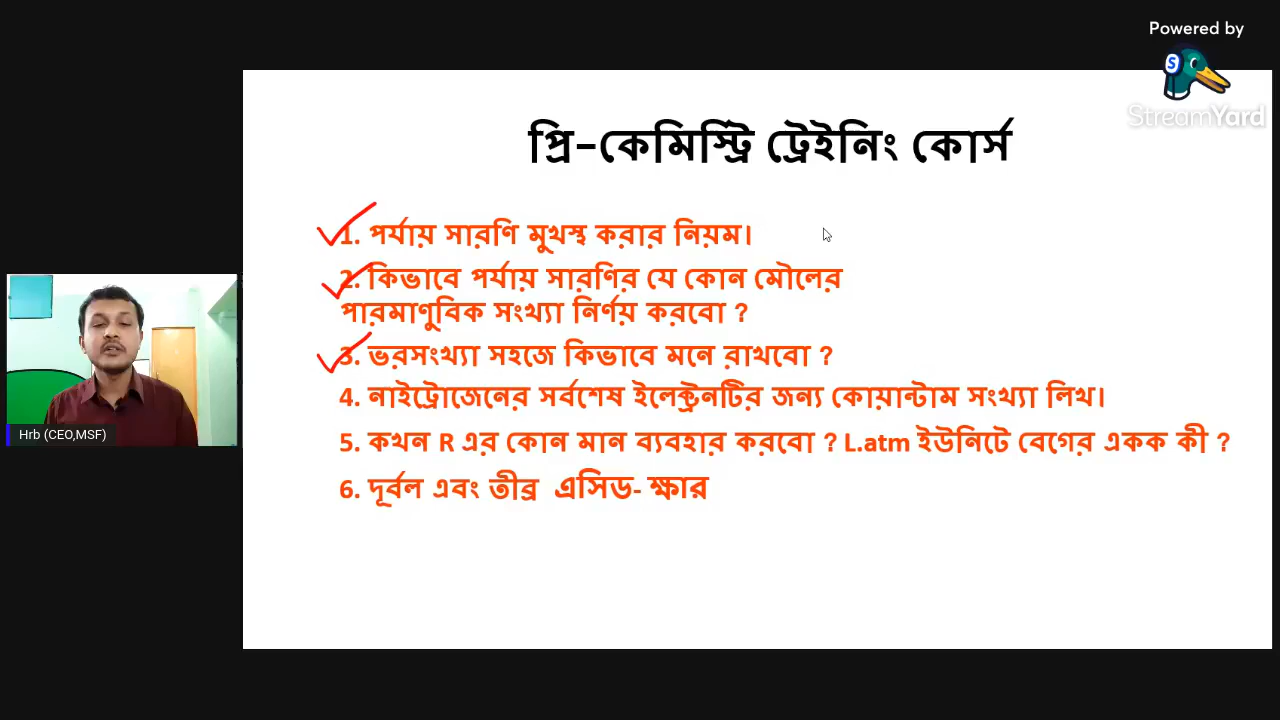 Powered by
StreamYard
প্রি-কেমিস্ট্রি ট্রেইনিং কোর্স
1. পর্যায় সারণি মুখস্থ করার নিয়ম।
2. কিভাবে পর্যায় সারণির যে কোন মৌলের
পারমাণুবিক সংখ্যা নির্ণয় করবো ?
3. ভরসংখ্যা সহজে কিভাবে মনে রাখবো ?
4. নাইট্রোজেনের সর্বশেষ ইলেক্ট্রনটির জন্য কোয়ান্টাম সংখ্যা লিখ।
5. কখন R এর কোন মান ব্যবহার করবো ? L.atm ইউনিটে বেগের একক কী ?
6. দূর্বল এবং তীব্র এসিড- ক্ষার
Hrb (CEO,MSF)